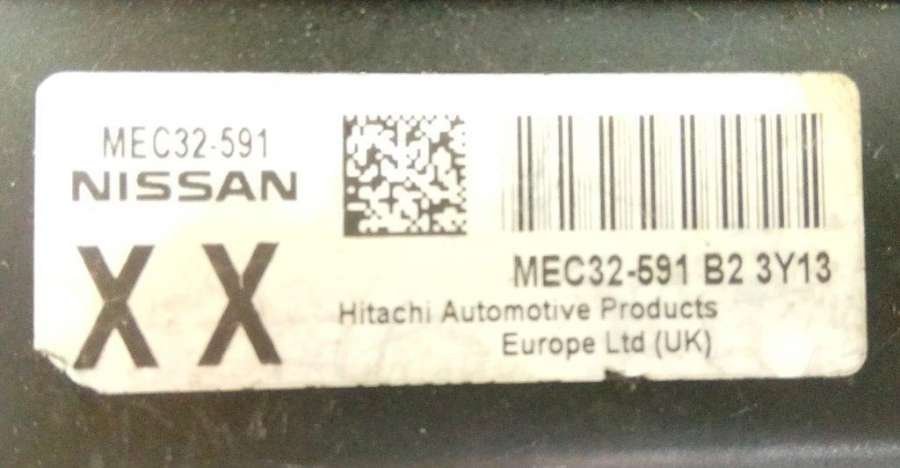 MEC32-591
NISSAN
XX
MEC32-591 B2 3Y13
Hitachi Automotive Products
Europe Ltd (UK)